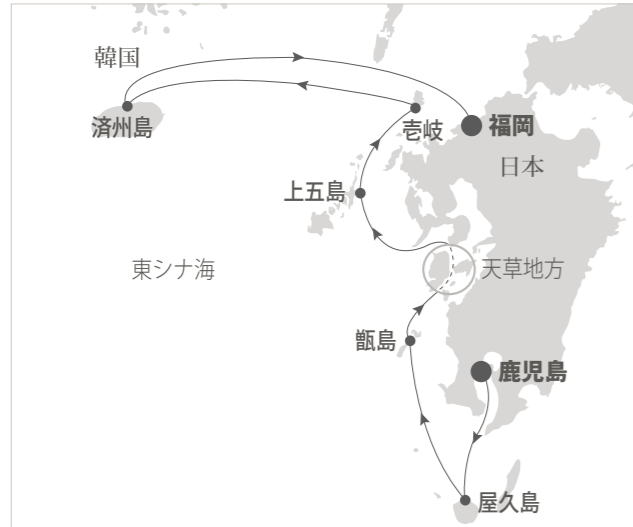 韓国
済州島
壱岐
福岡
日本
上五島
東シナ海
天草地方
甑島
鹿児島
屋久島